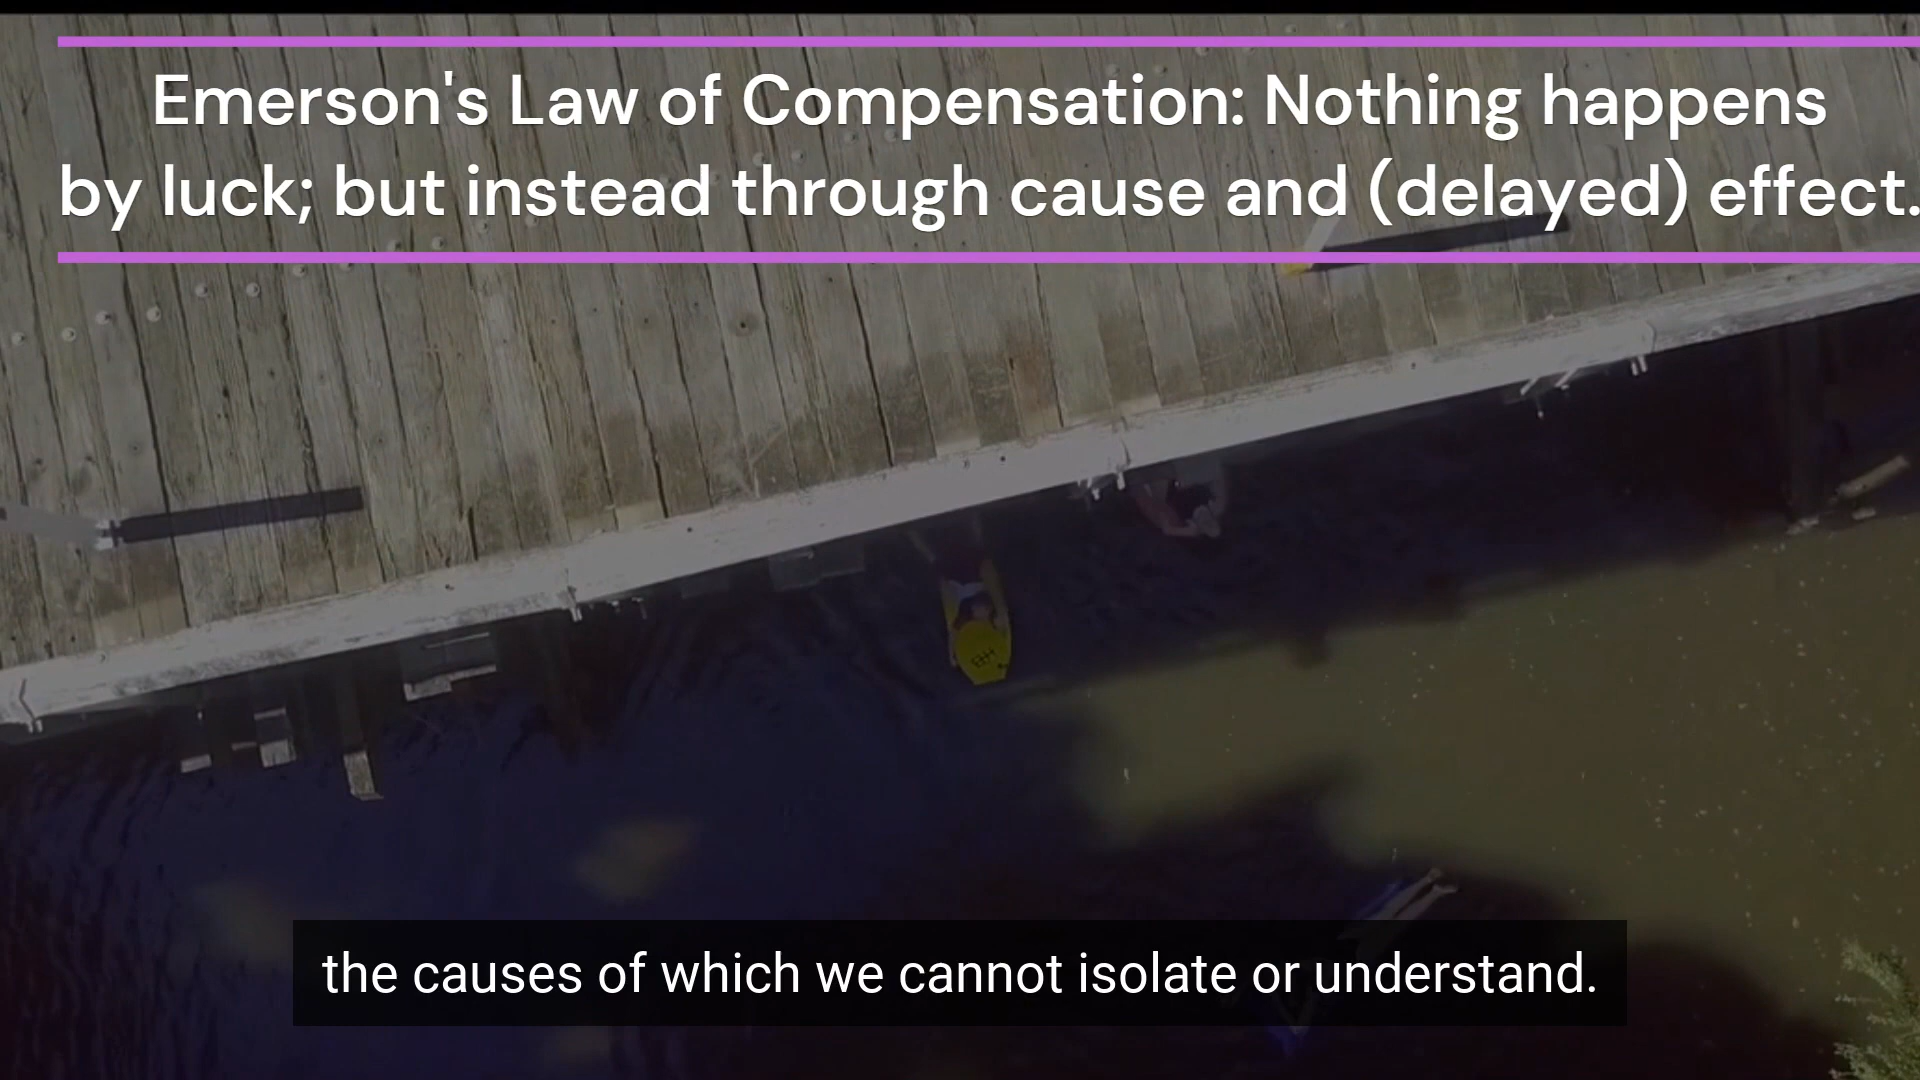 Emerson's Law of Compensation: Nothing happens
by luck; but instead through cause and (delayed) effect.
the causes of which we cannot isolate or understand.